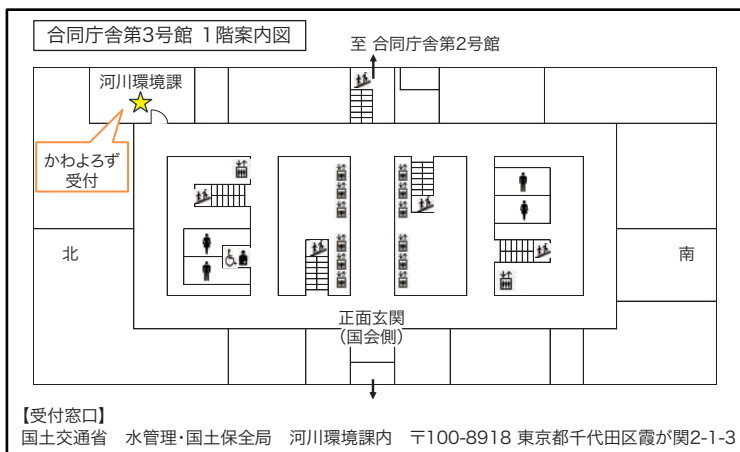 合同庁舎第3号館 1階案内図
至 合同庁舎第2号館
河川環境課
かわよろず
受付
北
南
正面玄関
(国会側)
【受付窓口】
国土交通省 水管理・国土保全局 河川環境課内 〒100-8918 東京都千代田区霞が関2-1-3